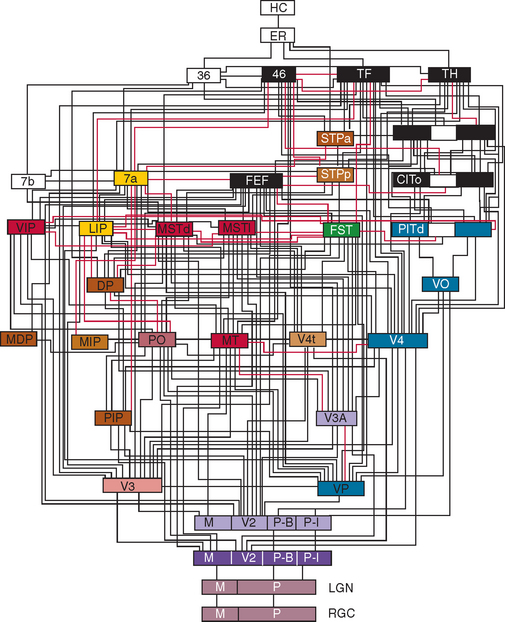 HC
ER
36 46 TF TH
STPa
STPp
7b 7a FEF CITo
VIP LIP MSTd MSTl FST PITd
DP VO
MDP MIP PO MT V4t V4
PIP V3A
V3 VP
M V2 P-B P-I
M V2 P-B P-I
M P LGN
M P RGC